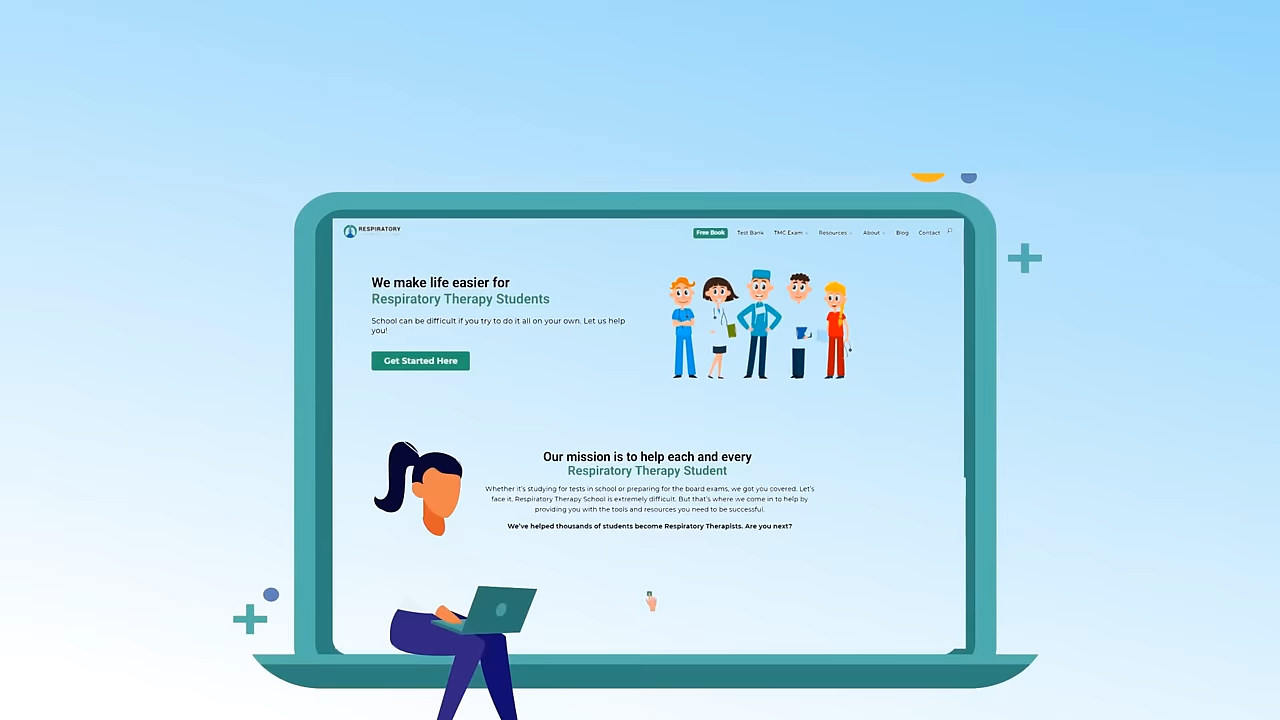 RESPIRATORY
Free Book Test Bank TMC Exam Resources About Blog Contact
We make life easier for
Respiratory Therapy Students
School can be difficult if you try to do it all on your own. Let us help
you!
Get Started Here
Our mission is to help each and every
Respiratory Therapy Student
Whether it's studying for tests in school or preparing for the board exams, we got you covered. Let's
face it, Respiratory Therapy School is extremely difficult. But that's where we come in to help by
providing you with the tools and resources you need to be successful.
We've helped thousands of students become Respiratory Therapists. Are you next?